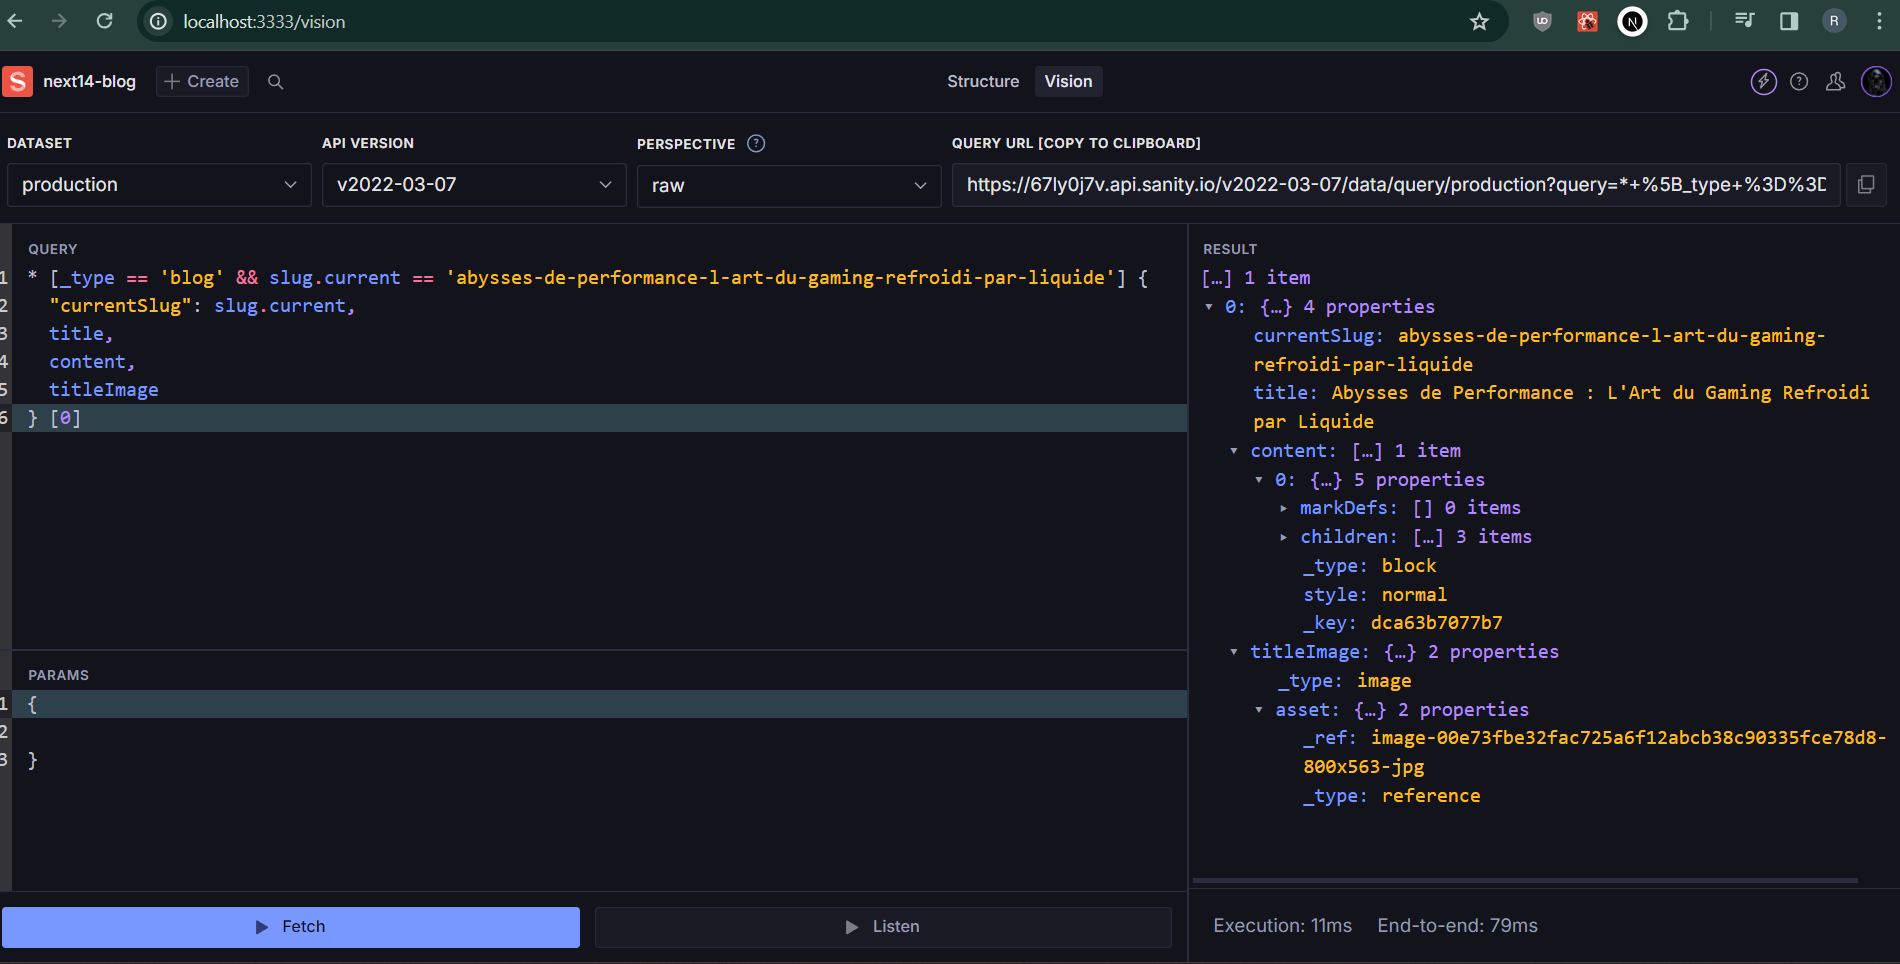 localhost:3333/vision
R
S next14-blog
Create
Structure
Vision
DATASET
API VERSION
PERSPECTIVE
QUERY URL [COPY TO CLIPBOARD]
production
v2022-03-07
raw
https://67ly0j7v.api.sanity.io/v2022-03-07/data/query/production?query=*+%5B_type+%3D%3D
QUERY
1 * [_type == 'blog' && slug.current == 'abysses-de-performance-l-art-du-gaming-refroidi-par-liquide'] {
2 "currentSlug": slug.current,
3 title,
4 content,
5 titleImage
6 } [0]
PARAMS
1 {
2
3 }
Fetch
Listen
RESULT
[…] 1 item
0: {…} 4 properties
currentSlug: abysses-de-performance-l-art-du-gaming-
refroidi-par-liquide
title: Abysses de Performance : L'Art du Gaming Refroidi
par Liquide
content: […] 1 item
0: {…} 5 properties
markDefs: [] 0 items
children: […] 3 items
_type: block
style: normal
_key: dca63b7077b7
titleImage: {…} 2 properties
_type: image
asset: {…} 2 properties
_ref: image-00e73fbe32fac725a6f12abcb38c90335fce78d8-
800x563-jpg
_type: reference
Execution: 11ms
End-to-end: 79ms